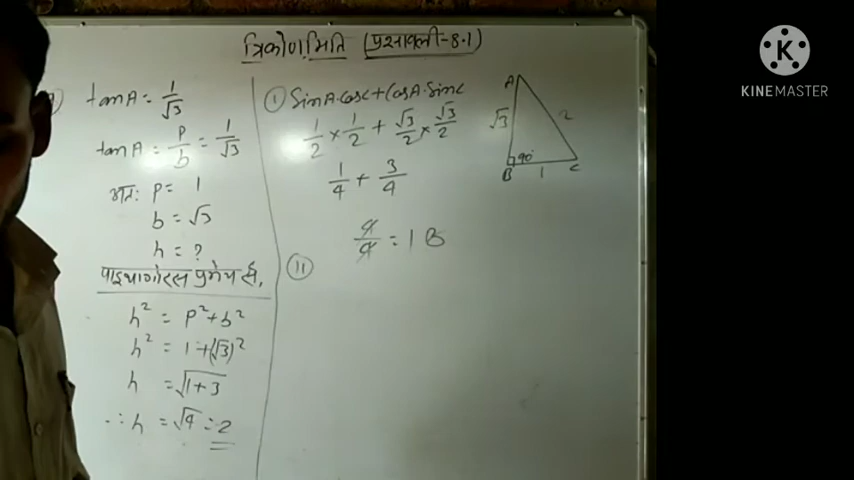 त्रिकोणमिति (प्रश्नावली-8.1)
tanA = 1/√3
tanA = P/b = 1/√3
अतः P = 1
b = √3
h = ?
पाइथागोरस प्रमेय से,
h² = P² + b²
h² = 1 + (√3)²
h = √1+3
∴ h = √4 = 2
(I) SinA·cosc + CosA·Sinc
1/2 × 1/2 + √3/2 × √3/2
1/4 + 3/4
4/4 = 1
(II)
A
√3
2
90°
B
1
C
K
KINEMASTER